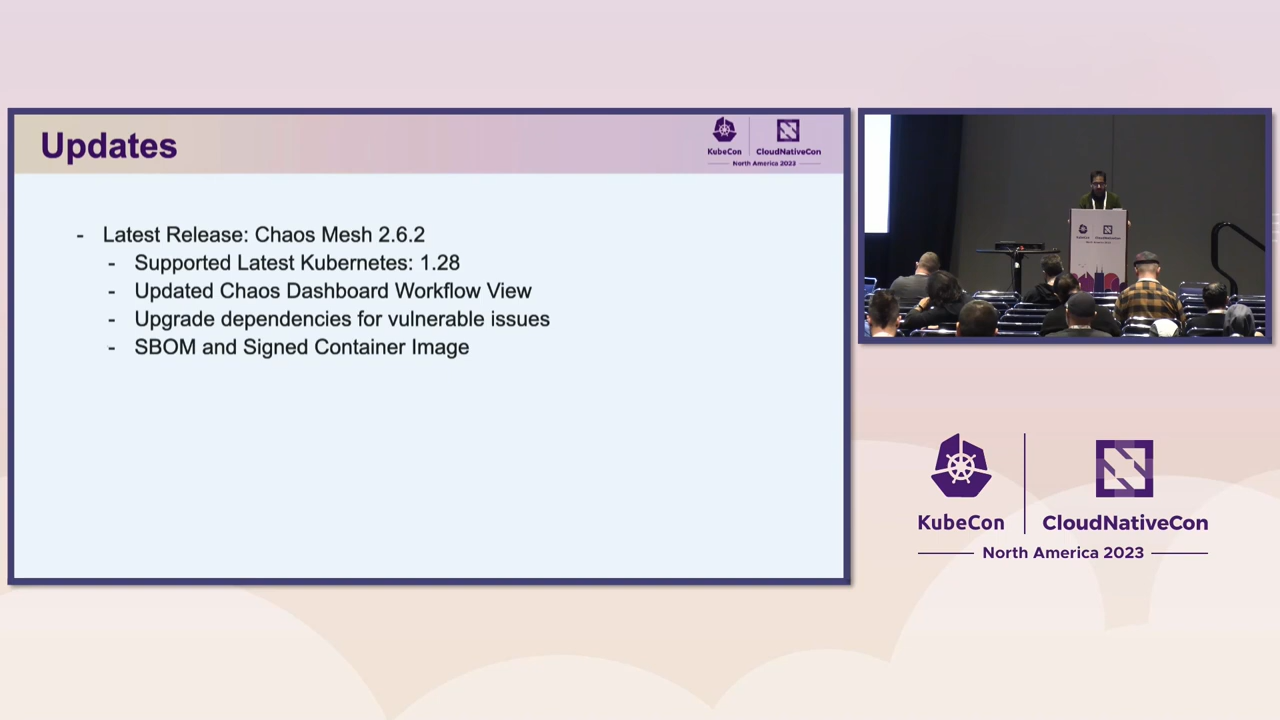 Updates
KubeCon
CloudNativeCon
North America 2023
- Latest Release: Chaos Mesh 2.6.2
- Supported Latest Kubernetes: 1.28
- Updated Chaos Dashboard Workflow View
- Upgrade dependencies for vulnerable issues
- SBOM and Signed Container Image
KubeCon
CloudNativeCon
North America 2023